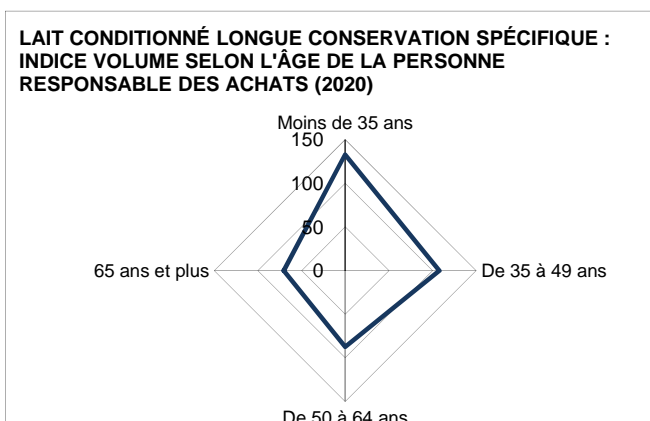 LAIT CONDITIONNÉ LONGUE CONSERVATION SPÉCIFIQUE :
INDICE VOLUME SELON L'ÂGE DE LA PERSONNE
RESPONSABLE DES ACHATS (2020)
Moins de 35 ans
150
100
50
65 ans et plus
0
De 35 à 49 ans
De 50 à 64 ans